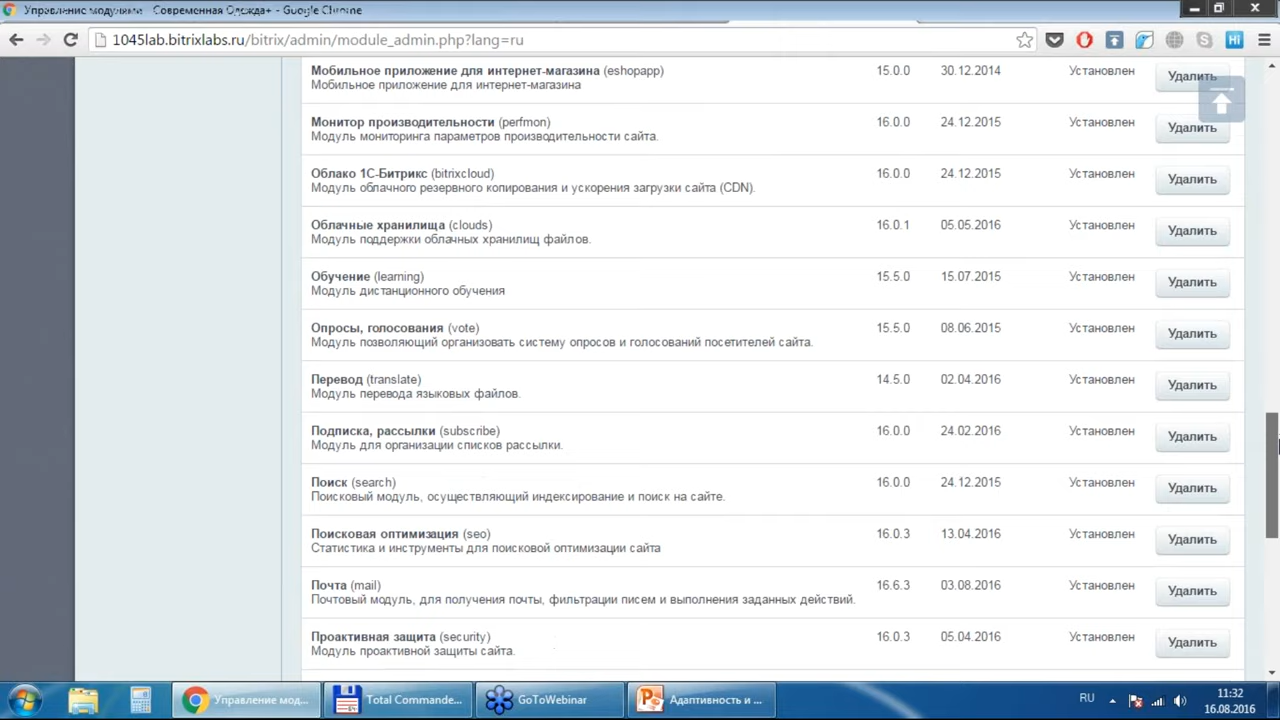 Управление модулями - Современная Одежда+ - Google Chrome
1045lab.bitrixlabs.ru/bitrix/admin/module_admin.php?lang=ru
Мобильное приложение для интернет-магазина (eshopapp) 15.0.0 30.12.2014 Установлен Удалить
Мобильное приложение для интернет-магазина
Монитор производительности (perfmon) 16.0.0 24.12.2015 Установлен Удалить
Модуль мониторинга параметров производительности сайта.
Облако 1С-Битрикс (bitrixcloud) 16.0.0 24.12.2015 Установлен Удалить
Модуль облачного резервного копирования и ускорения загрузки сайта (CDN).
Облачные хранилища (clouds) 16.0.1 05.05.2016 Установлен Удалить
Модуль поддержки облачных хранилищ файлов.
Обучение (learning) 15.5.0 15.07.2015 Установлен Удалить
Модуль дистанционного обучения
Опросы, голосования (vote) 15.5.0 08.06.2015 Установлен Удалить
Модуль позволяющий организовать систему опросов и голосований посетителей сайта.
Перевод (translate) 14.5.0 02.04.2016 Установлен Удалить
Модуль перевода языковых файлов.
Подписка, рассылки (subscribe) 16.0.0 24.02.2016 Установлен Удалить
Модуль для организации списков рассылки.
Поиск (search) 16.0.0 24.12.2015 Установлен Удалить
Поисковый модуль, осуществляющий индексирование и поиск на сайте.
Поисковая оптимизация (seo) 16.0.3 13.04.2016 Установлен Удалить
Статистика и инструменты для поисковой оптимизации сайта
Почта (mail) 16.6.3 03.08.2016 Установлен Удалить
Почтовый модуль, для получения почты, фильтрации писем и выполнения заданных действий.
Проактивная защита (security) 16.0.3 05.04.2016 Установлен Удалить
Модуль проактивной защиты сайта.
Управление мод... Total Commande... GoToWebinar Адаптивность и ... RU 11:32
16.08.2016